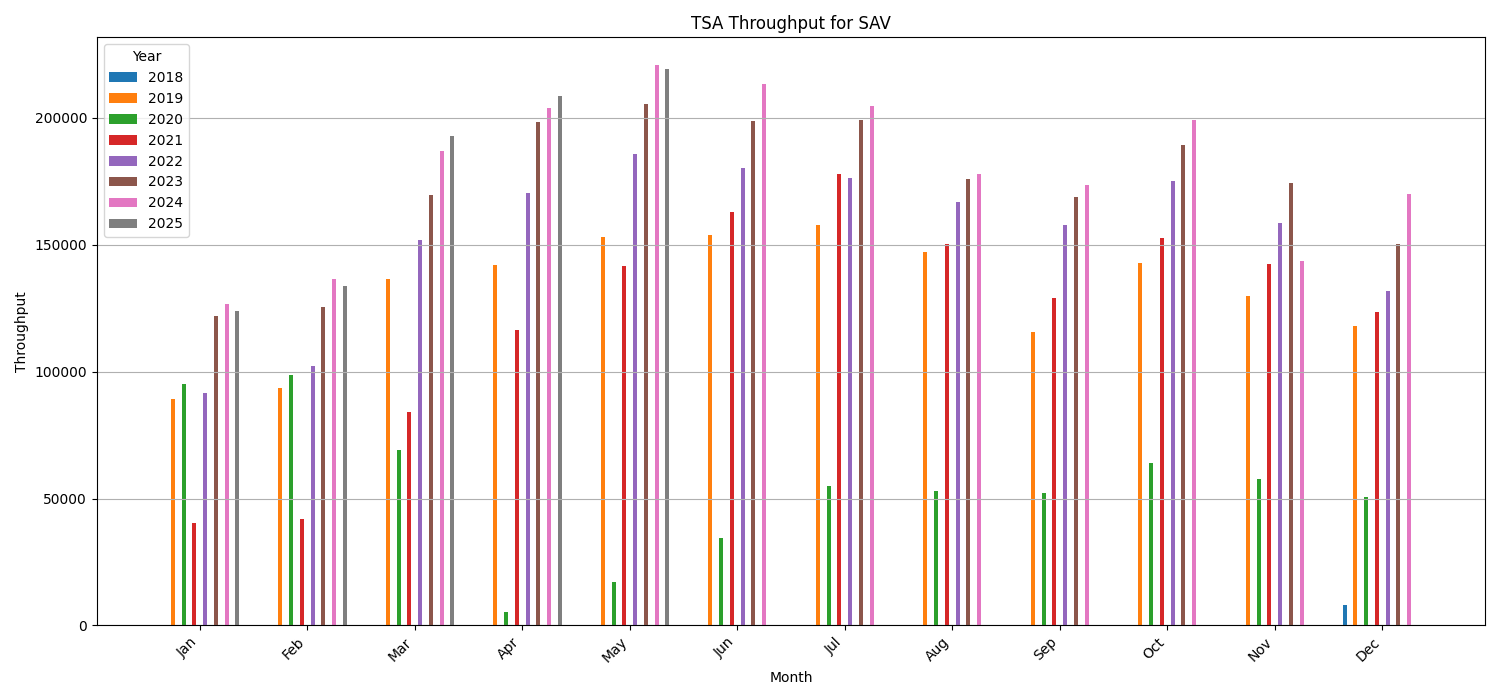 TSA Throughput for SAV
Year
2018
2019
2020
2021
2022
2023
2024
2025
Throughput
200000
150000
100000
50000
0
Jan
Feb
Mar
Apr
May
Jun
Jul
Aug
Sep
Oct
Nov
Dec
Month